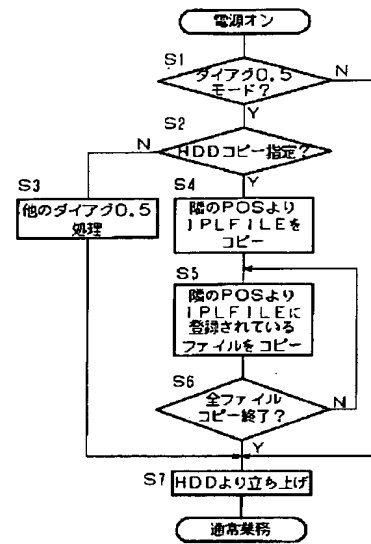 電源オン
S1
ダイアグ0.5
モード?
N
Y
S2
HDDコピー指定?
N
Y
S3
他のダイアグ0.5
処理
S4
隣のPOSより
IPLFILEを
コピー
S5
隣のPOSより
IPLFILEに
登録されている
ファイルをコピー
S6
全ファイル
コピー終了?
N
Y
S7
HDDより立ち上げ
通常業務